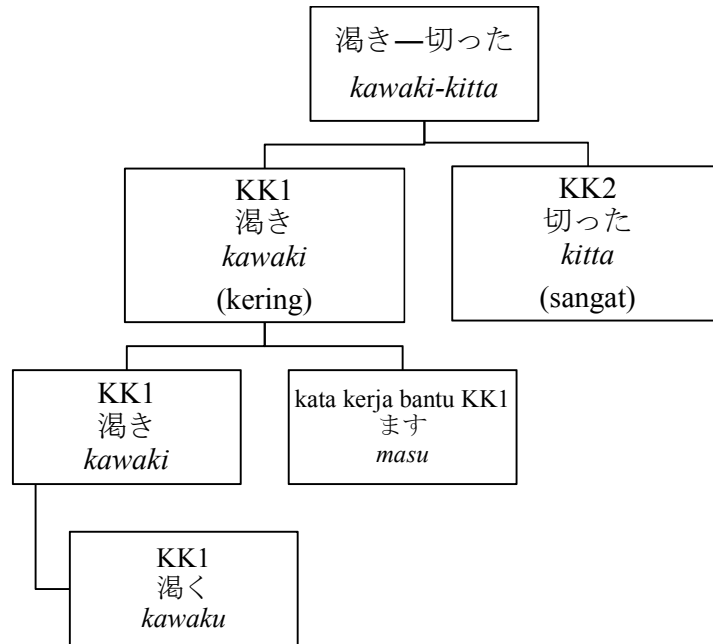 渇き—切った
kawaki-kitta
KK1
渇き
kawaki
(kering)
KK2
切った
kitta
(sangat)
KK1
渇き
kawaki
kata kerja bantu KK1
ます
masu
KK1
渇く
kawaku